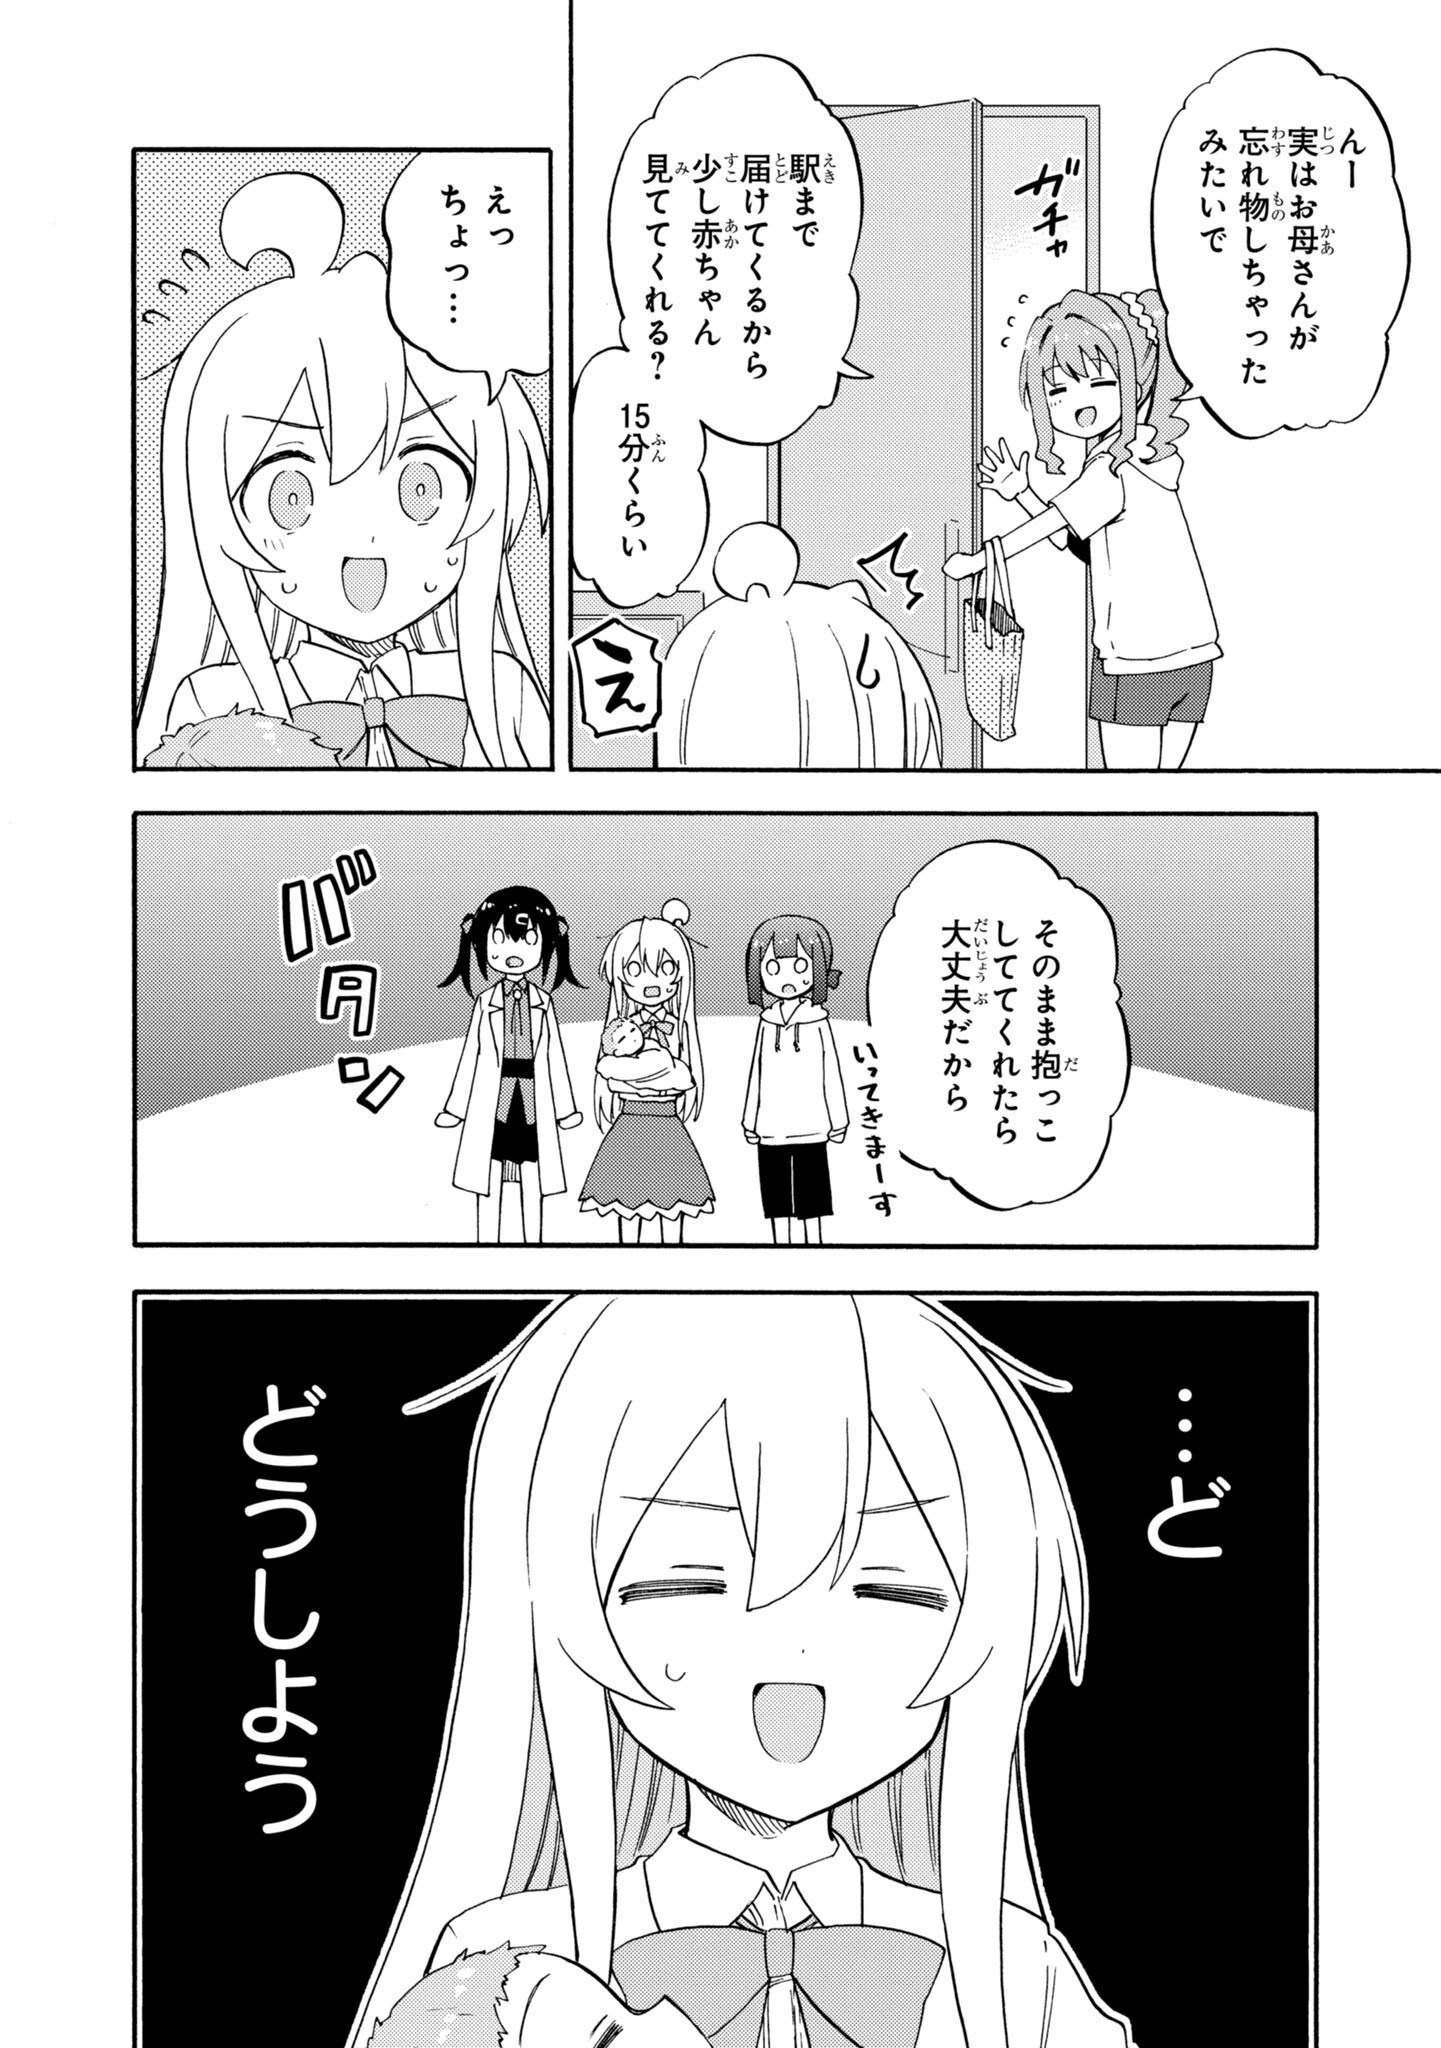 んー
実はお母さんが
忘れ物しちゃった
みたいで
ガチャ
駅まで
届けてくるから
少し赤ちゃん
見ててくれる?
15分くらい
え
えっ
ちょっ…
そのまま抱っこ
しててくれたら
大丈夫だから
いってきまーす
バタン
…ど
どうしよう